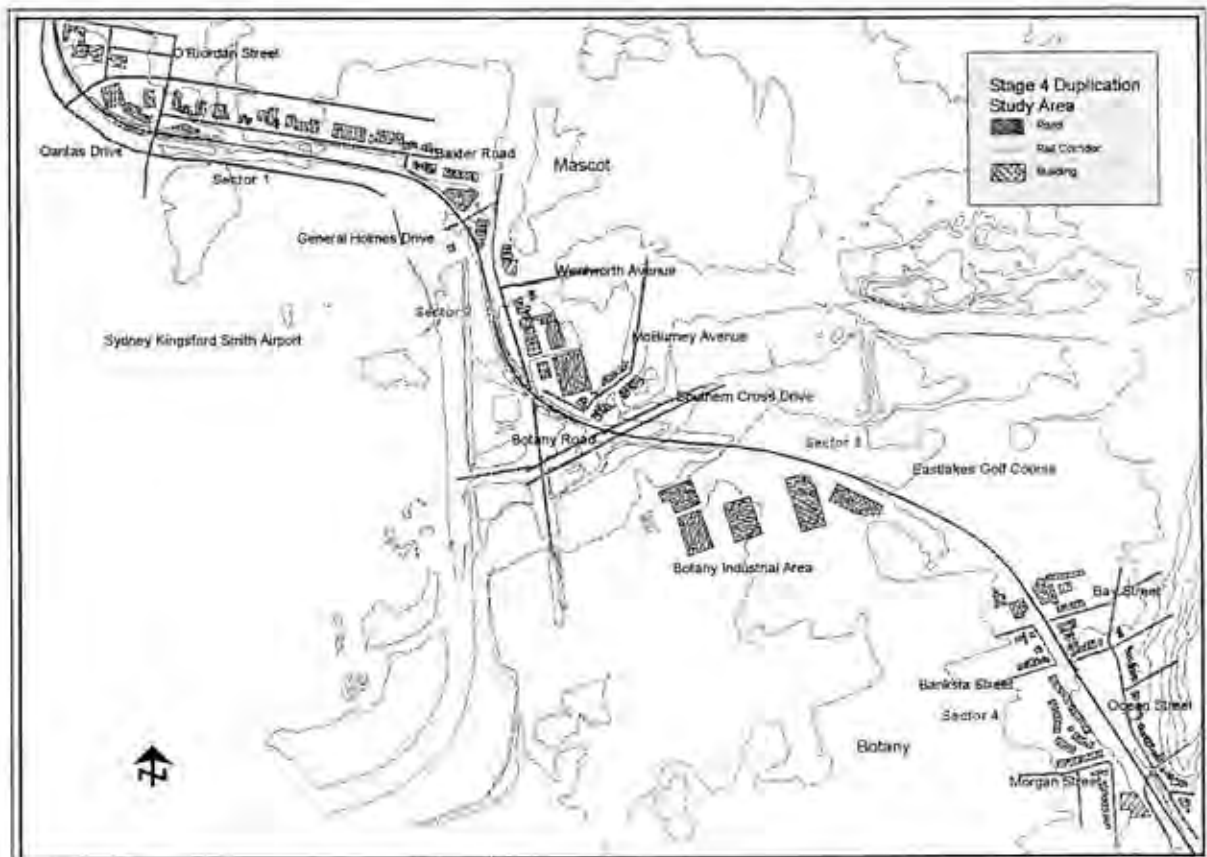 O'Riordan Street
Stage 4 Duplication
Study Area
Road
Rail Corridor
Building
Qantas Drive
Baxter Road
Mascot
Sector 1
General Holmes Drive
Wentworth Avenue
Sector 2
Sydney Kingsford Smith Airport
McBurney Avenue
Southern Cross Drive
Botany Road
Sector 3
Eastlakes Golf Course
Botany Industrial Area
Bay Street
Banksia Street
Ocean Street
Sector 4
Botany
Morgan Street
N